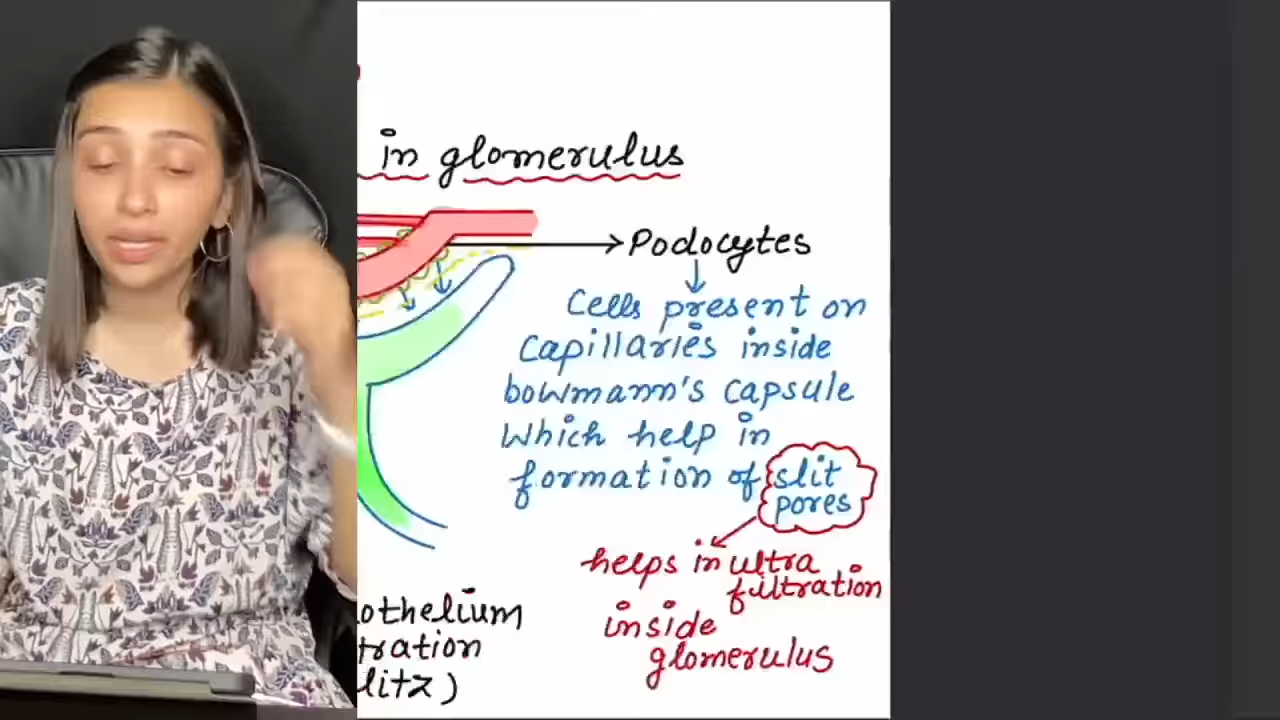 in glomerulus
Podocytes
Cells present on
Capillaries inside
bowmann's capsule
Which help in
formation of slit
pores
helps in ultra
filtration
inside
glomerulus
othelium
tration
litz)